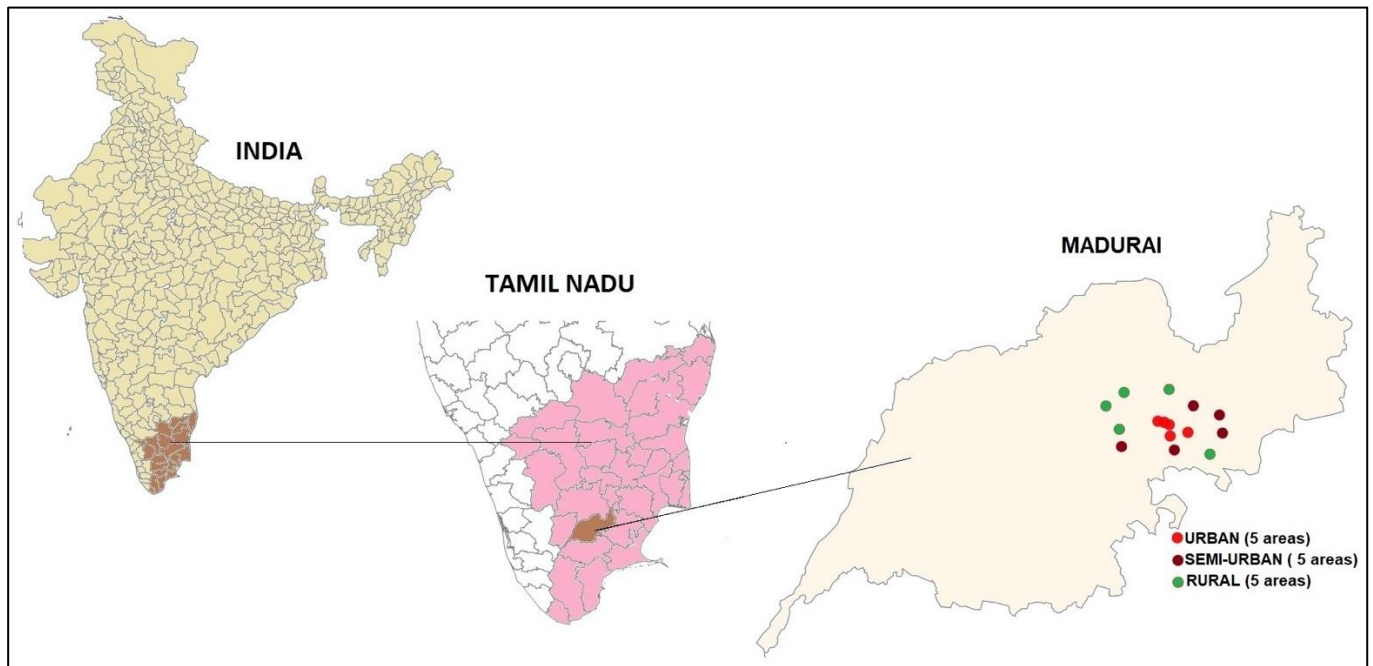 INDIA
TAMIL NADU
MADURAI
URBAN (5 areas)
SEMI-URBAN ( 5 areas)
RURAL (5 areas)